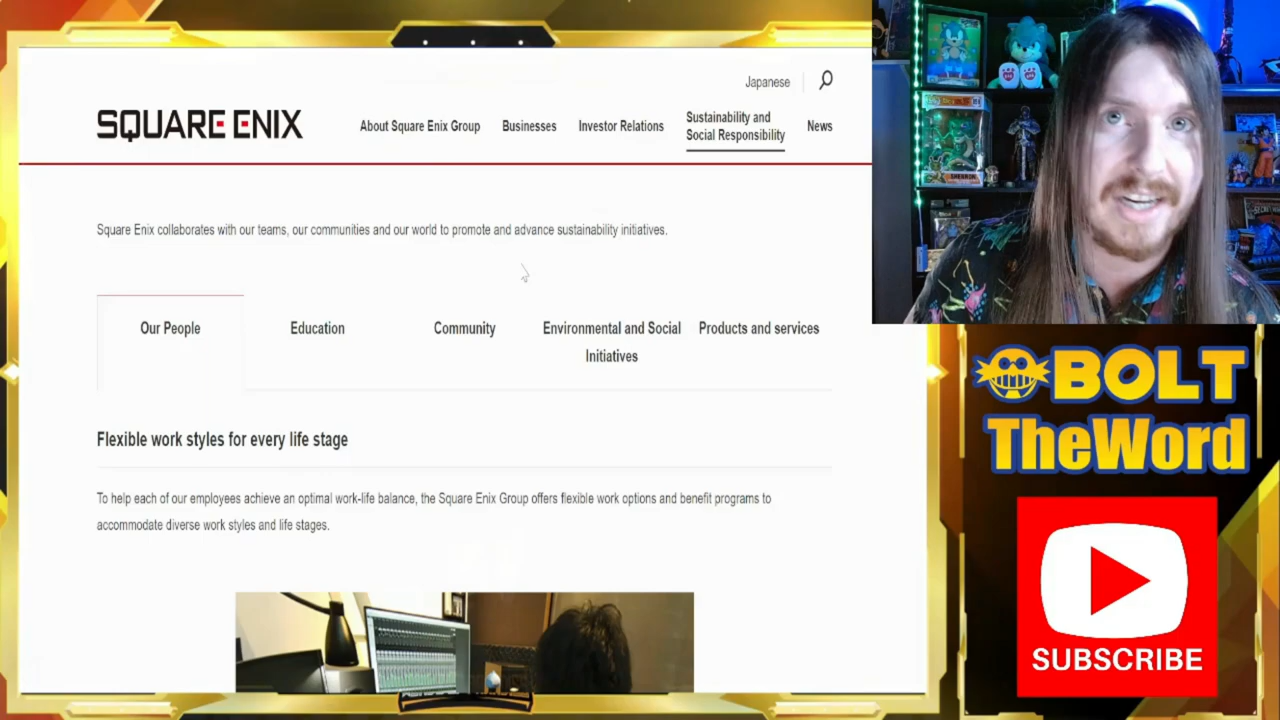 Japanese
SQUARE ENIX
About Square Enix Group
Businesses
Investor Relations
Sustainability and
Social Responsibility
News
Square Enix collaborates with our teams, our communities and our world to promote and advance sustainability initiatives.
Our People
Education
Community
Environmental and Social
Initiatives
Products and services
Flexible work styles for every life stage
To help each of our employees achieve an optimal work-life balance, the Square Enix Group offers flexible work options and benefit programs to
accommodate diverse work styles and life stages.
BOLT
TheWord
SUBSCRIBE